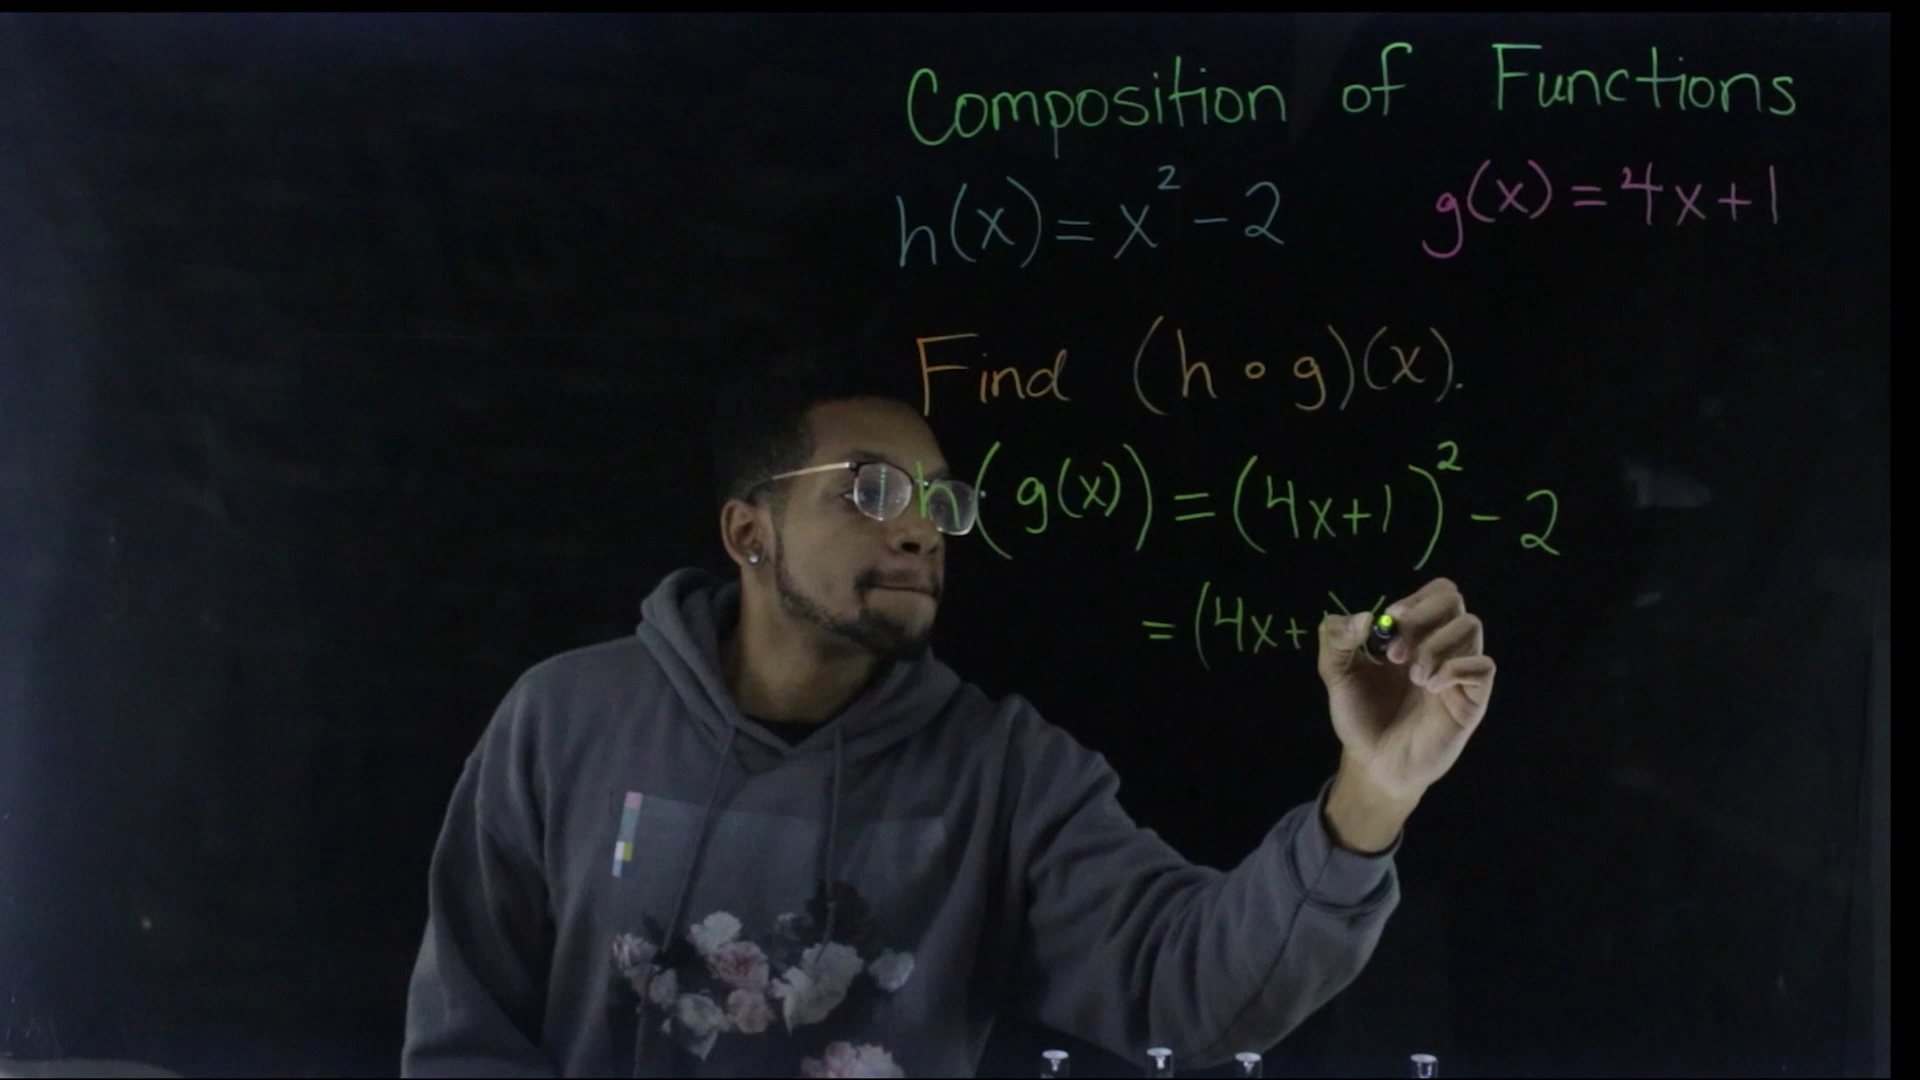 Composition of Functions
h(x) = x² - 2
g(x) = 4x + 1
Find (h ∘ g)(x).
h(g(x)) = (4x+1)² - 2
= (4x+ )(